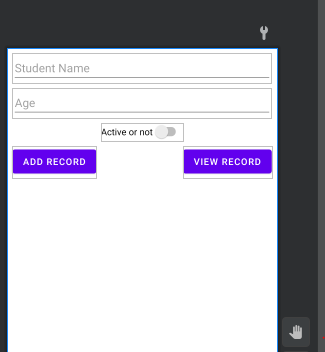 Student Name
Age
Active or not
ADD RECORD
VIEW RECORD